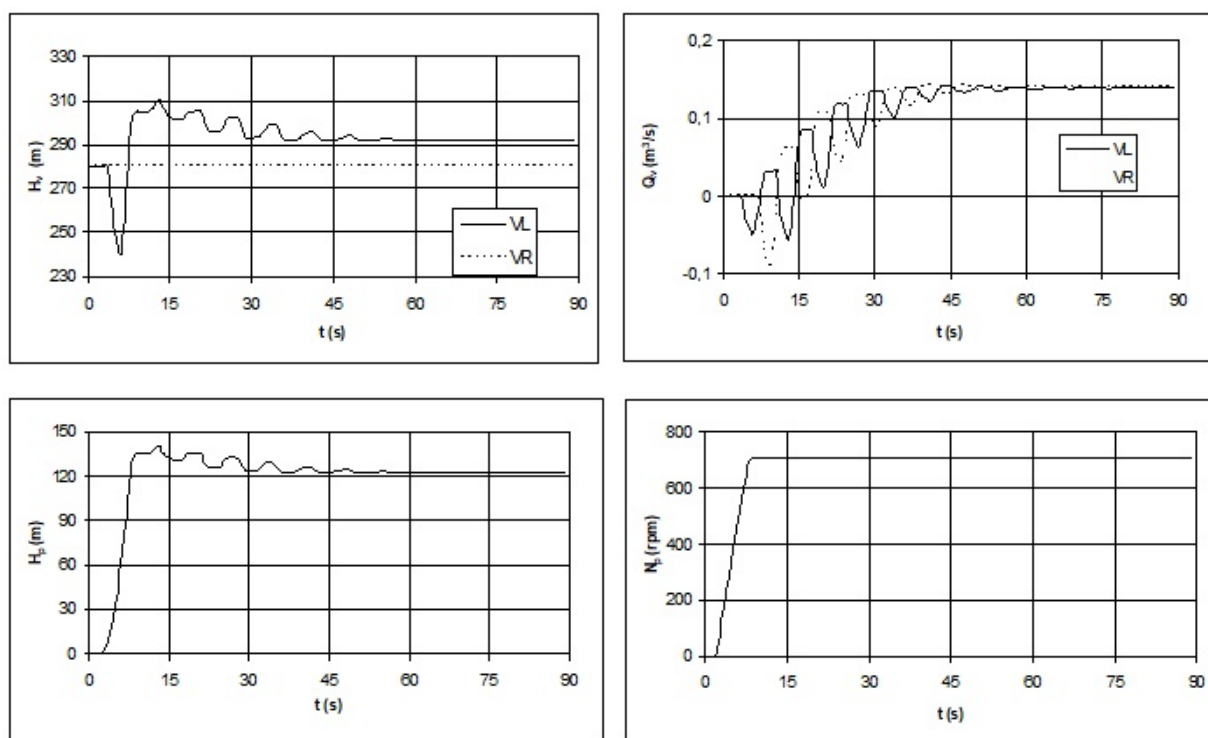 330
310
290
270
250
230
Hv (m)
VL
VR
0 15 30 45 60 75 90
t (s)
0,2
0,1
0
-0,1
Qv (m³/s)
VL
VR
0 15 30 45 60 75 90
t (s)
150
120
90
60
30
0
Hp (m)
0 15 30 45 60 75 90
t (s)
800
600
400
200
0
Np (rpm)
0 15 30 45 60 75 90
t (s)